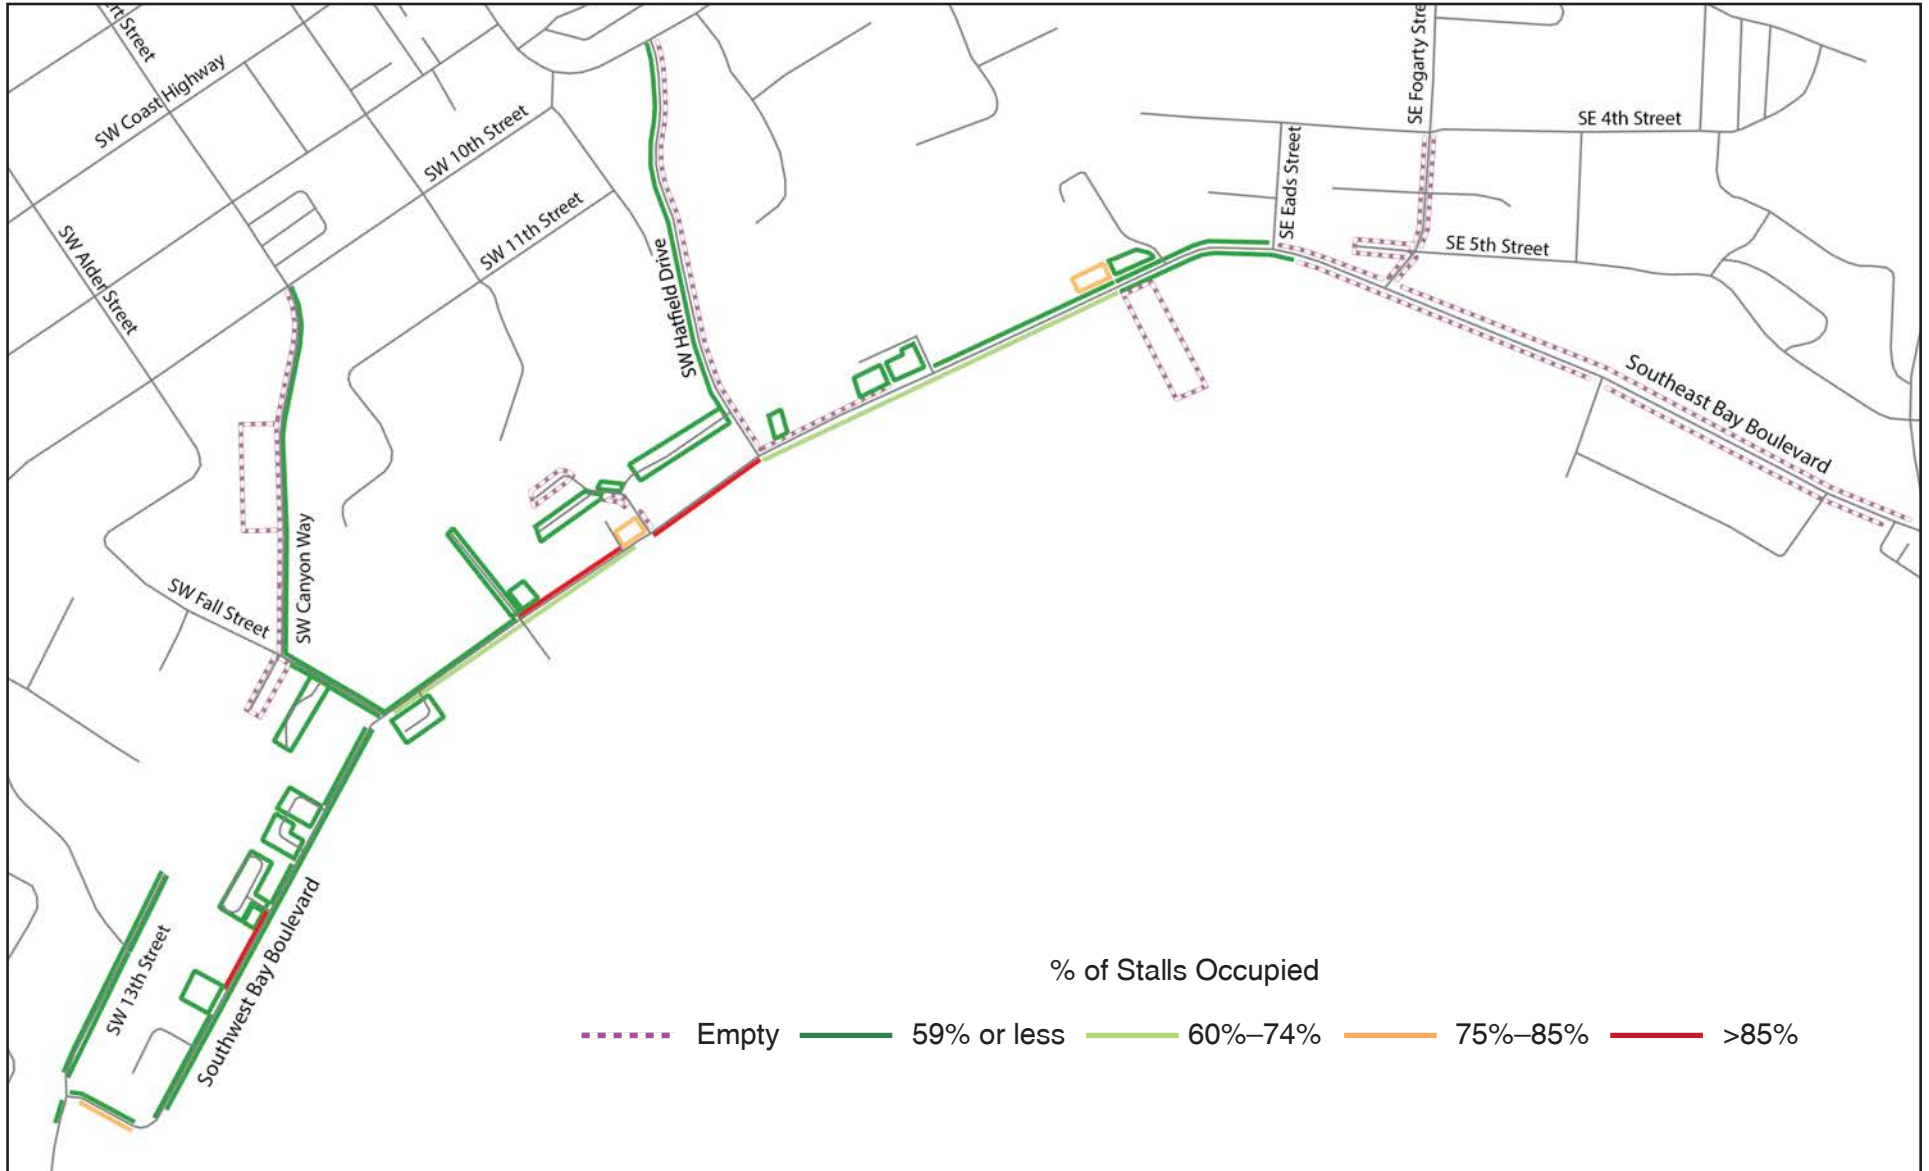 rt Street
SW Coast Highway
SW 10th Street
SW 11th Street
SW Alder Street
SW Hatfield Drive
SE Fogarty Stre
SE 4th Street
SE Eads Street
SE 5th Street
Southeast Bay Boulevard
SW Canyon Way
SW Fall Street
SW 13th Street
Southwest Bay Boulevard
% of Stalls Occupied
Empty 59% or less 60%–74% 75%–85% >85%